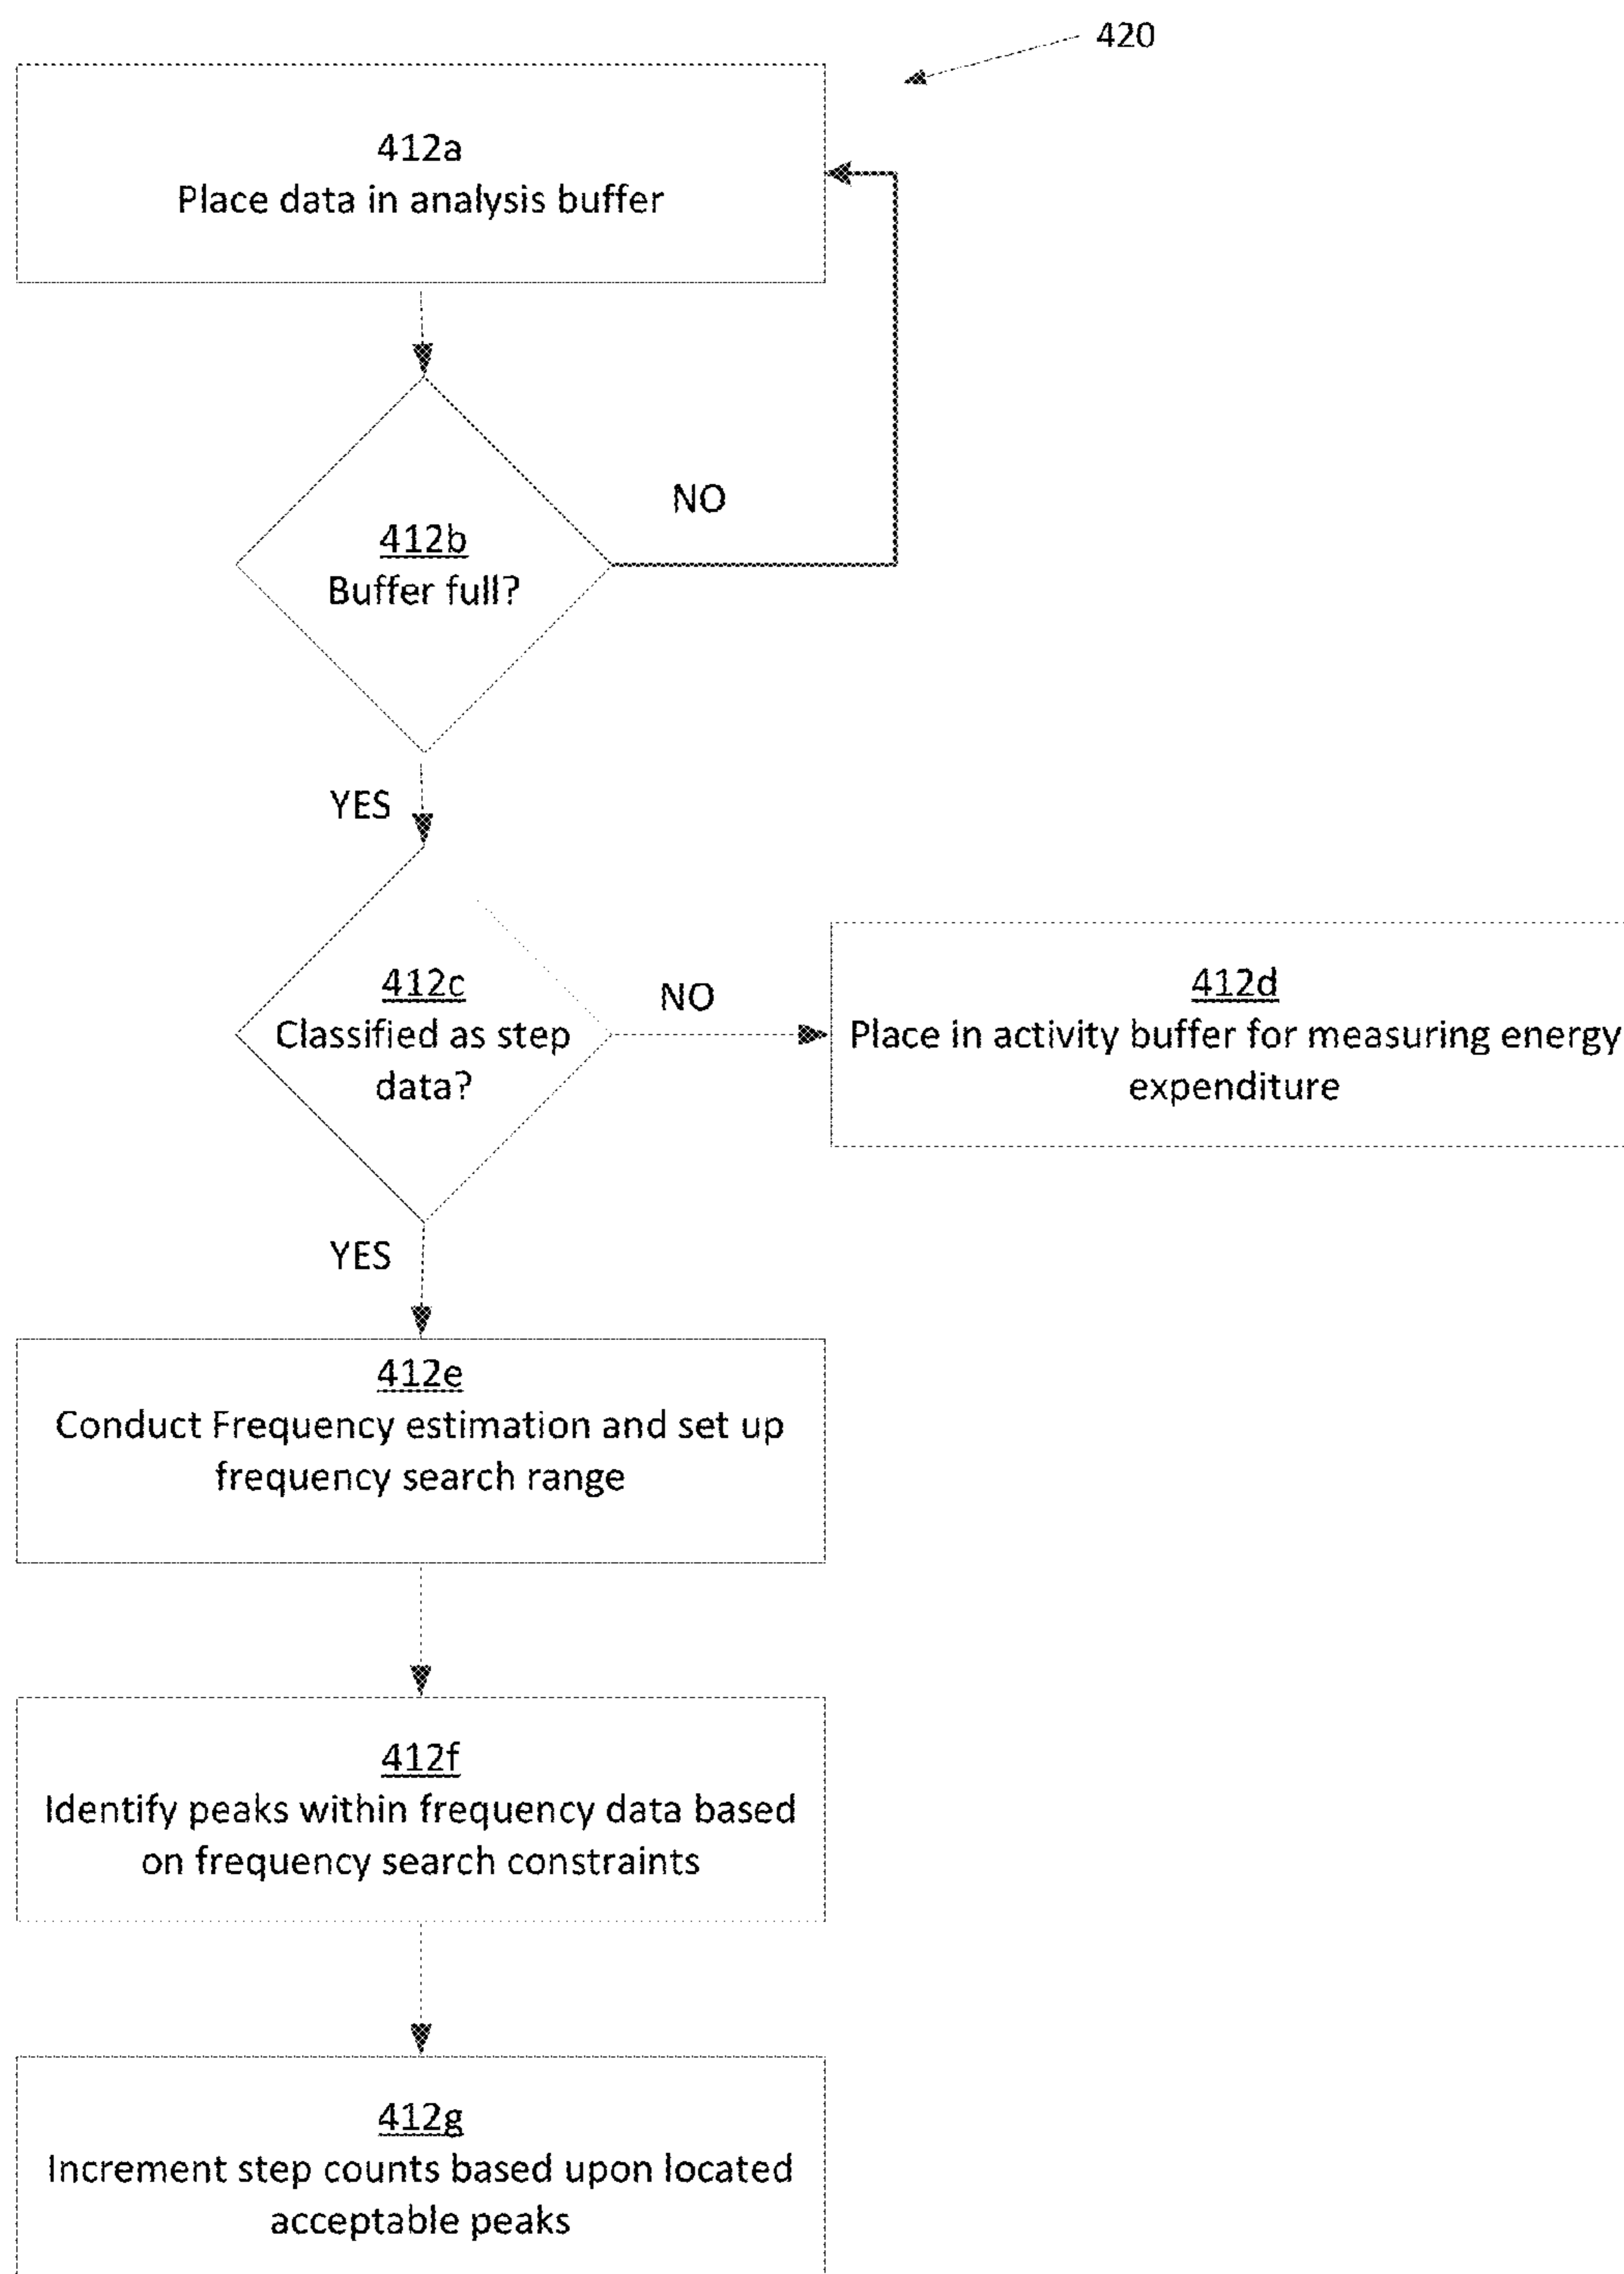 420
412a
Place data in analysis buffer
NO
412b
Buffer full?
YES
412c
Classified as step
data?
NO
412d
Place in activity buffer for measuring energy
expenditure
YES
412e
Conduct Frequency estimation and set up
frequency search range
412f
Identify peaks within frequency data based
on frequency search constraints
412g
Increment step counts based upon located
acceptable peaks